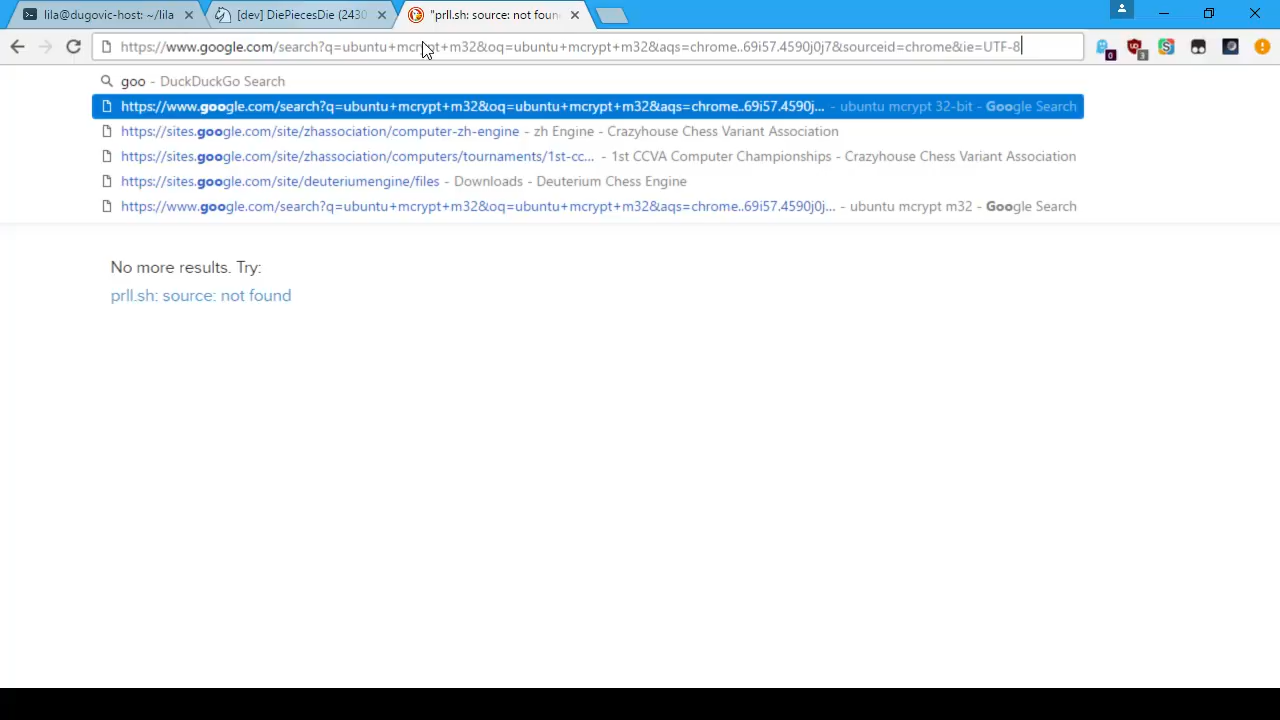 lila@dugovic-host: ~/lila
[dev] DiePiecesDie (2430
"prll.sh: source: not foun
https://www.google.com/search?q=ubuntu+mcrypt+m32&oq=ubuntu+mcrypt+m32&aqs=chrome..69i57.4590j0j7&sourceid=chrome&ie=UTF-8
0
3
goo - DuckDuckGo Search
https://www.google.com/search?q=ubuntu+mcrypt+m32&oq=ubuntu+mcrypt+m32&aqs=chrome..69i57.4590j... - ubuntu mcrypt 32-bit - Google Search
https://sites.google.com/site/zhassociation/computer-zh-engine - zh Engine - Crazyhouse Chess Variant Association
https://sites.google.com/site/zhassociation/computers/tournaments/1st-cc... - 1st CCVA Computer Championships - Crazyhouse Chess Variant Association
https://sites.google.com/site/deuteriumengine/files - Downloads - Deuterium Chess Engine
https://www.google.com/search?q=ubuntu+mcrypt+m32&oq=ubuntu+mcrypt+m32&aqs=chrome..69i57.4590j0j... - ubuntu mcrypt m32 - Google Search
No more results. Try:
prll.sh: source: not found